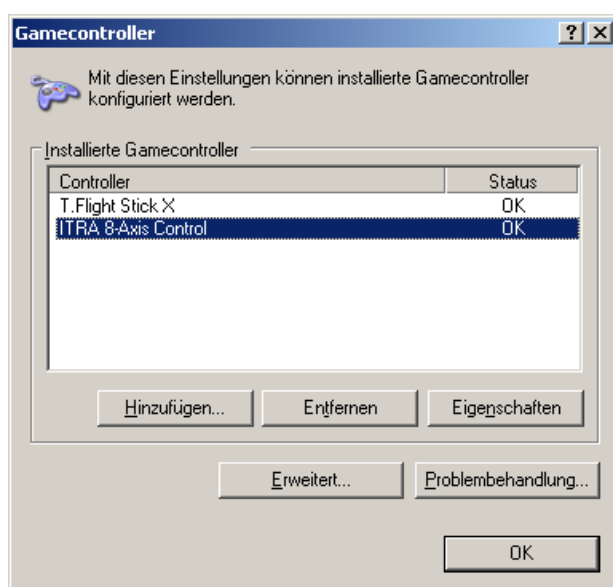 Gamecontroller
Mit diesen Einstellungen können installierte Gamecontroller
konfiguriert werden.
Installierte Gamecontroller
Controller Status
T.Flight Stick X OK
ITRA 8-Axis Control OK
Hinzufügen... Entfernen Eigenschaften
Erweitert... Problembehandlung...
OK